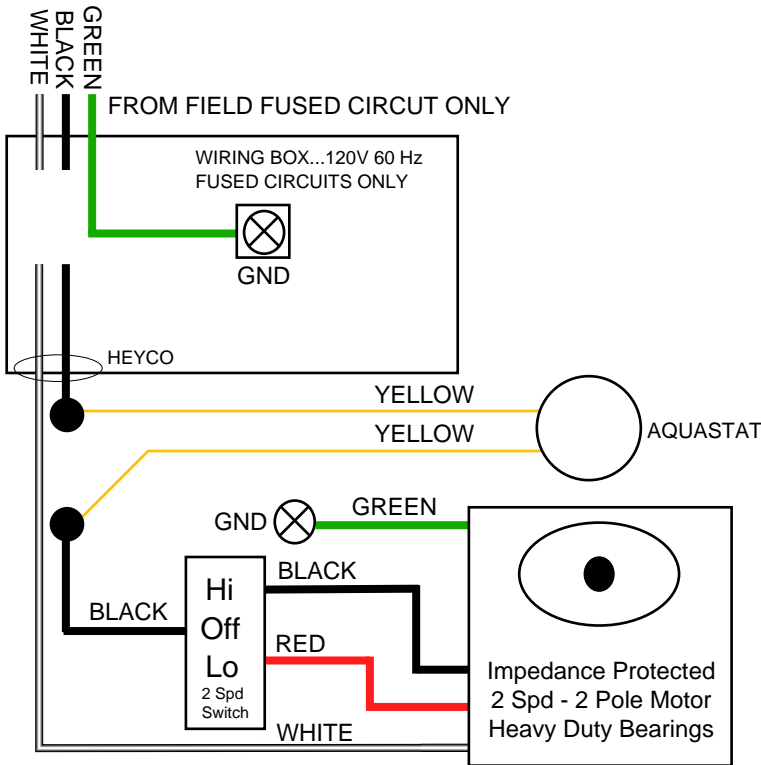 WHITE
BLACK
GREEN
FROM FIELD FUSED CIRCUT ONLY
WIRING BOX...120V 60 Hz
FUSED CIRCUITS ONLY
GND
HEYCO
YELLOW
YELLOW
AQUASTAT
GND
GREEN
BLACK
BLACK
Hi
Off
Lo
2 Spd
Switch
RED
WHITE
Impedance Protected
2 Spd - 2 Pole Motor
Heavy Duty Bearings